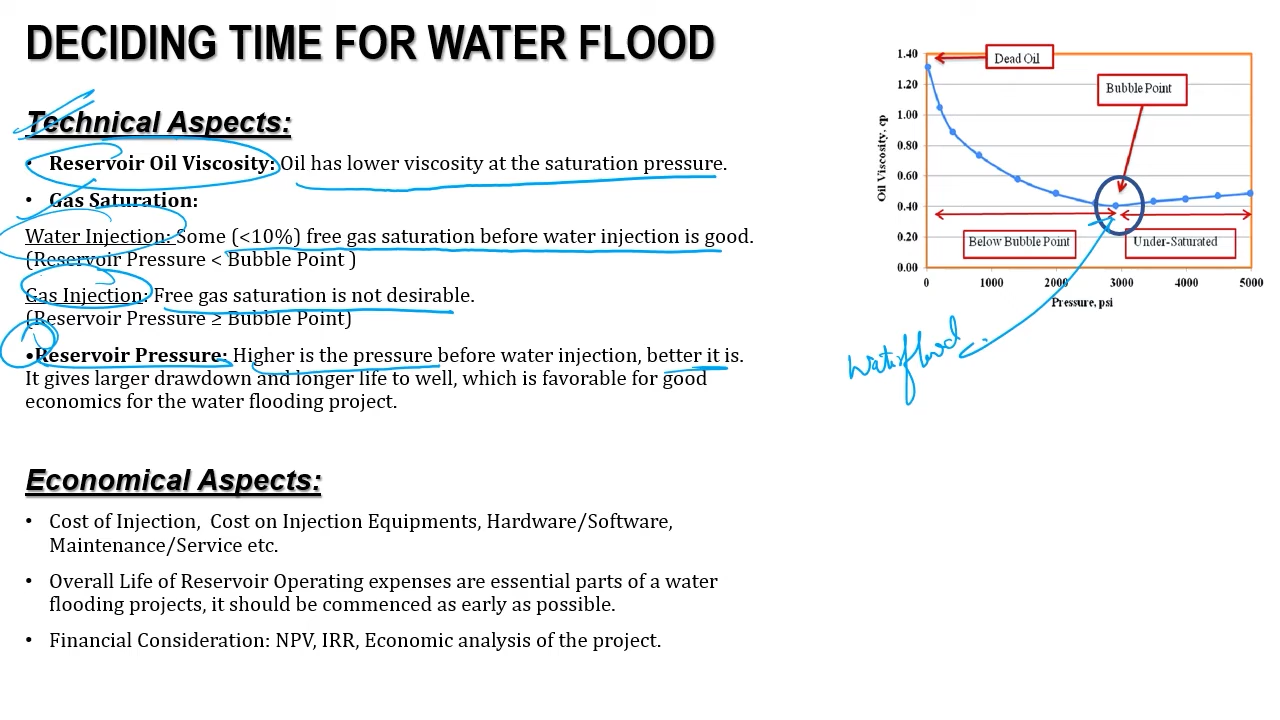 DECIDING TIME FOR WATER FLOOD
Technical Aspects:
• Reservoir Oil Viscosity: Oil has lower viscosity at the saturation pressure.
• Gas Saturation:
Water Injection: Some (<10%) free gas saturation before water injection is good.
(Reservoir Pressure < Bubble Point )
Gas Injection: Free gas saturation is not desirable.
(Reservoir Pressure ≥ Bubble Point)
•Reservoir Pressure: Higher is the pressure before water injection, better it is.
It gives larger drawdown and longer life to well, which is favorable for good
economics for the water flooding project.
Economical Aspects:
• Cost of Injection, Cost on Injection Equipments, Hardware/Software,
Maintenance/Service etc.
• Overall Life of Reservoir Operating expenses are essential parts of a water
flooding projects, it should be commenced as early as possible.
• Financial Consideration: NPV, IRR, Economic analysis of the project.
Oil Viscosity, cp
1.40
1.20
1.00
0.80
0.60
0.40
0.20
0.00
Dead Oil
Bubble Point
Below Bubble Point
Under-Saturated
0 1000 2000 3000 4000 5000
Pressure, psi
Waterflood